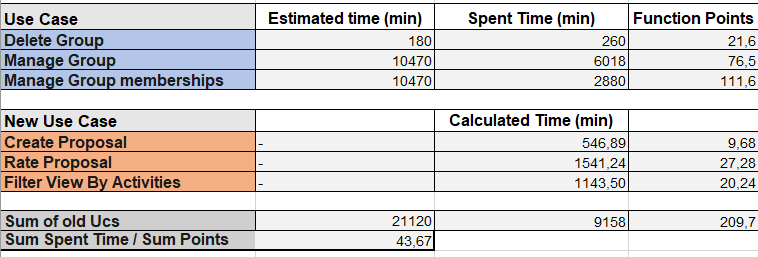 Use Case Estimated time (min) Spent Time (min) Function Points
Delete Group 180 260 21,6
Manage Group 10470 6018 76,5
Manage Group memberships 10470 2880 111,6
New Use Case Calculated Time (min)
Create Proposal - 546,89 9,68
Rate Proposal - 1541,24 27,28
Filter View By Activities - 1143,50 20,24
Sum of old Ucs 21120 9158 209,7
Sum Spent Time / Sum Points 43,67